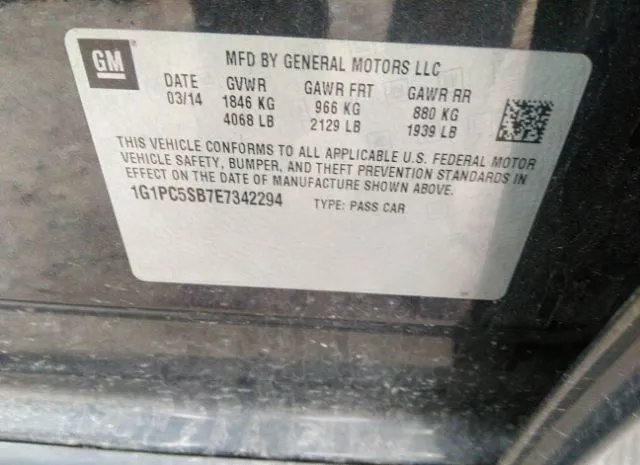 GM
MFD BY GENERAL MOTORS LLC
DATE GVWR GAWR FRT GAWR RR
03/14 1846 KG 966 KG 880 KG
4068 LB 2129 LB 1939 LB
THIS VEHICLE CONFORMS TO ALL APPLICABLE U.S. FEDERAL MOTOR
VEHICLE SAFETY, BUMPER, AND THEFT PREVENTION STANDARDS IN
EFFECT ON THE DATE OF MANUFACTURE SHOWN ABOVE.
1G1PC5SB7E7342294 TYPE: PASS CAR